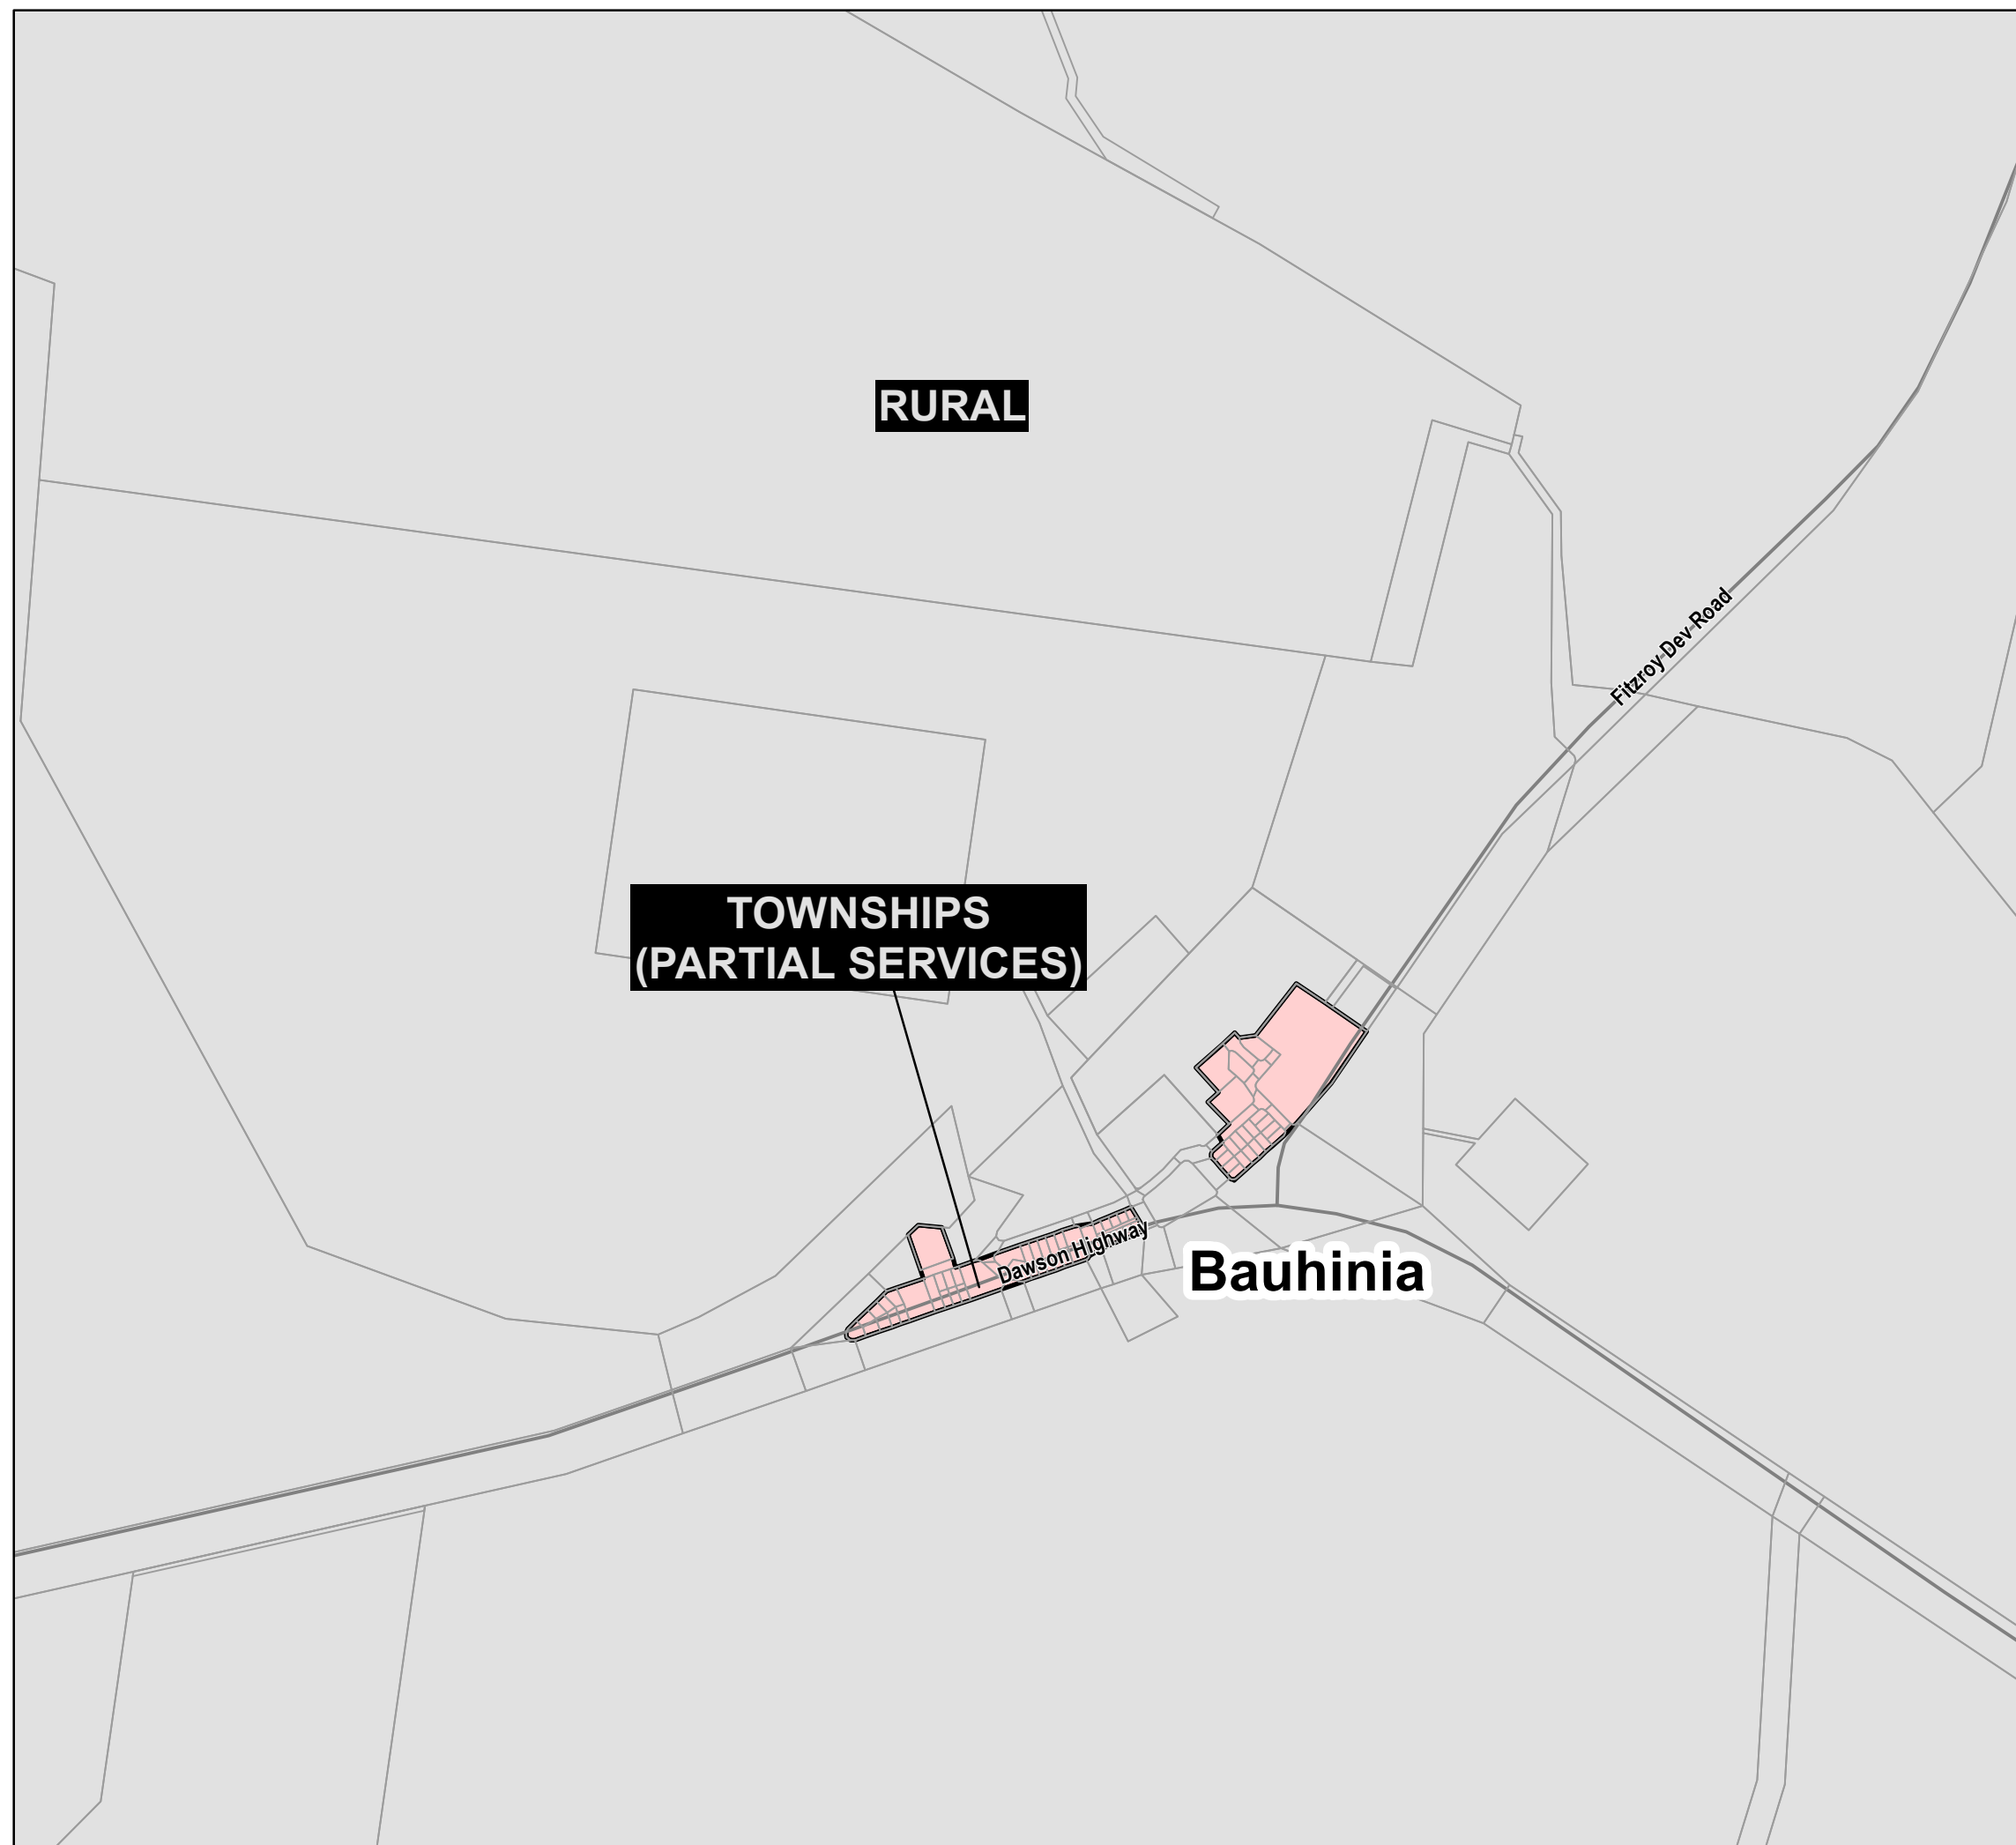 RURAL
Fitzroy Dev Road
TOWNSHIPS
(PARTIAL SERVICES)
Dawson Highway
Bauhinia